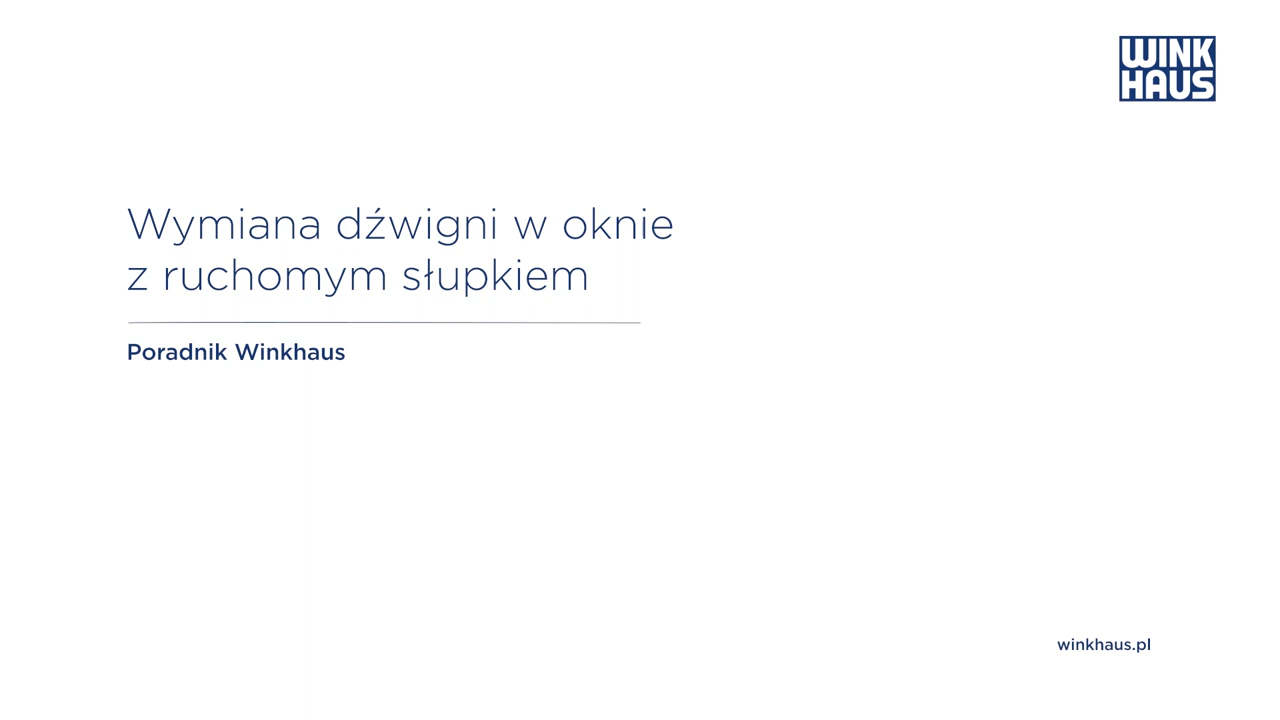 WINK
HAUS
Wymiana dźwigni w oknie
z ruchomym słupkiem
Poradnik Winkhaus
winkhaus.pl